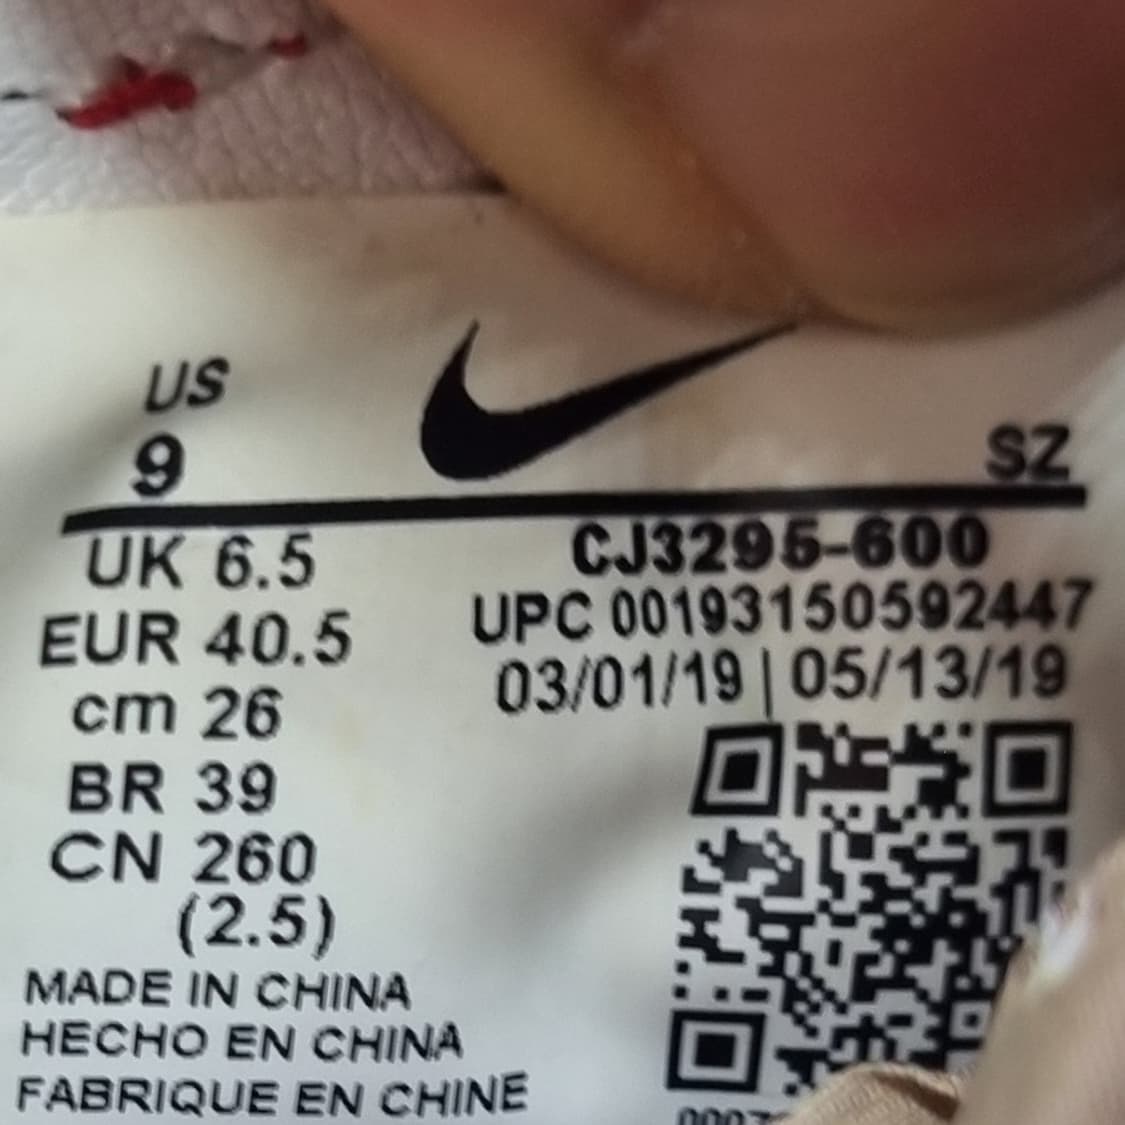 US
9
SZ
UK 6.5
CJ3295-600
EUR 40.5
UPC 00193150592447
cm 26
03/01/19 | 05/13/19
BR 39
CN 260
(2.5)
MADE IN CHINA
HECHO EN CHINA
FABRIQUE EN CHINE